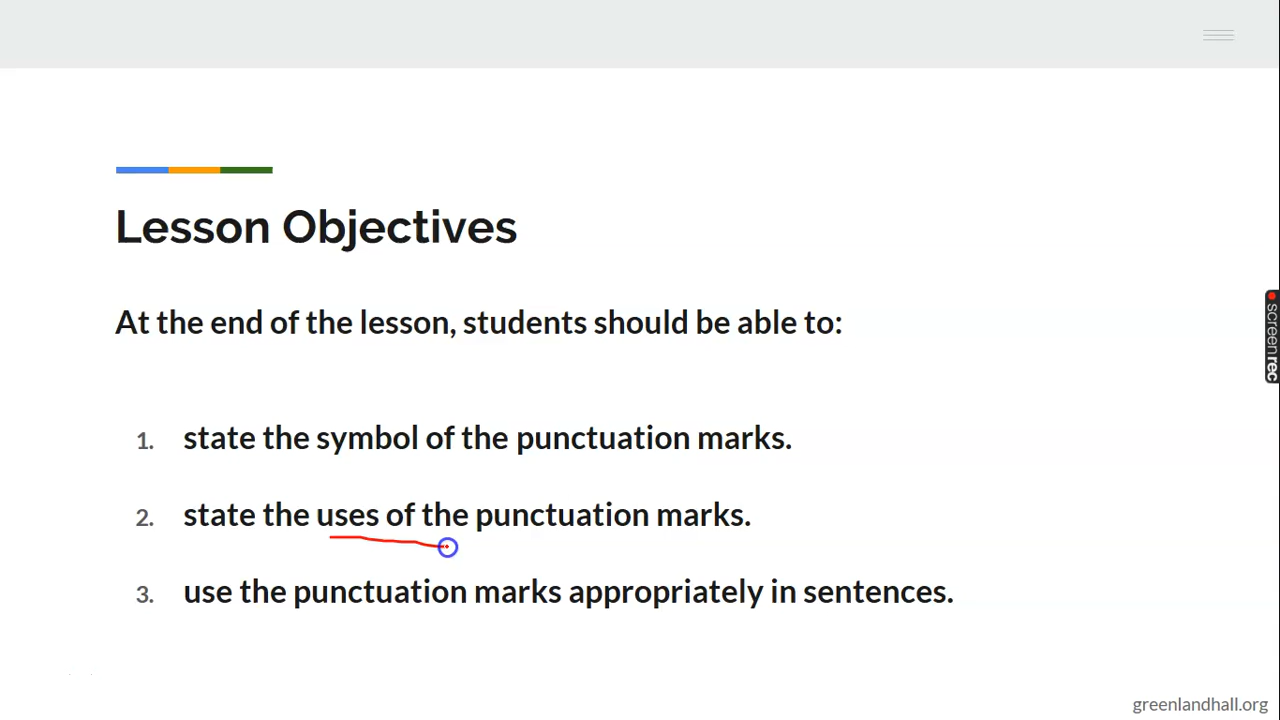 Lesson Objectives
At the end of the lesson, students should be able to:
1. state the symbol of the punctuation marks.
2. state the uses of the punctuation marks.
3. use the punctuation marks appropriately in sentences.
screenrec
greenlandhall.org